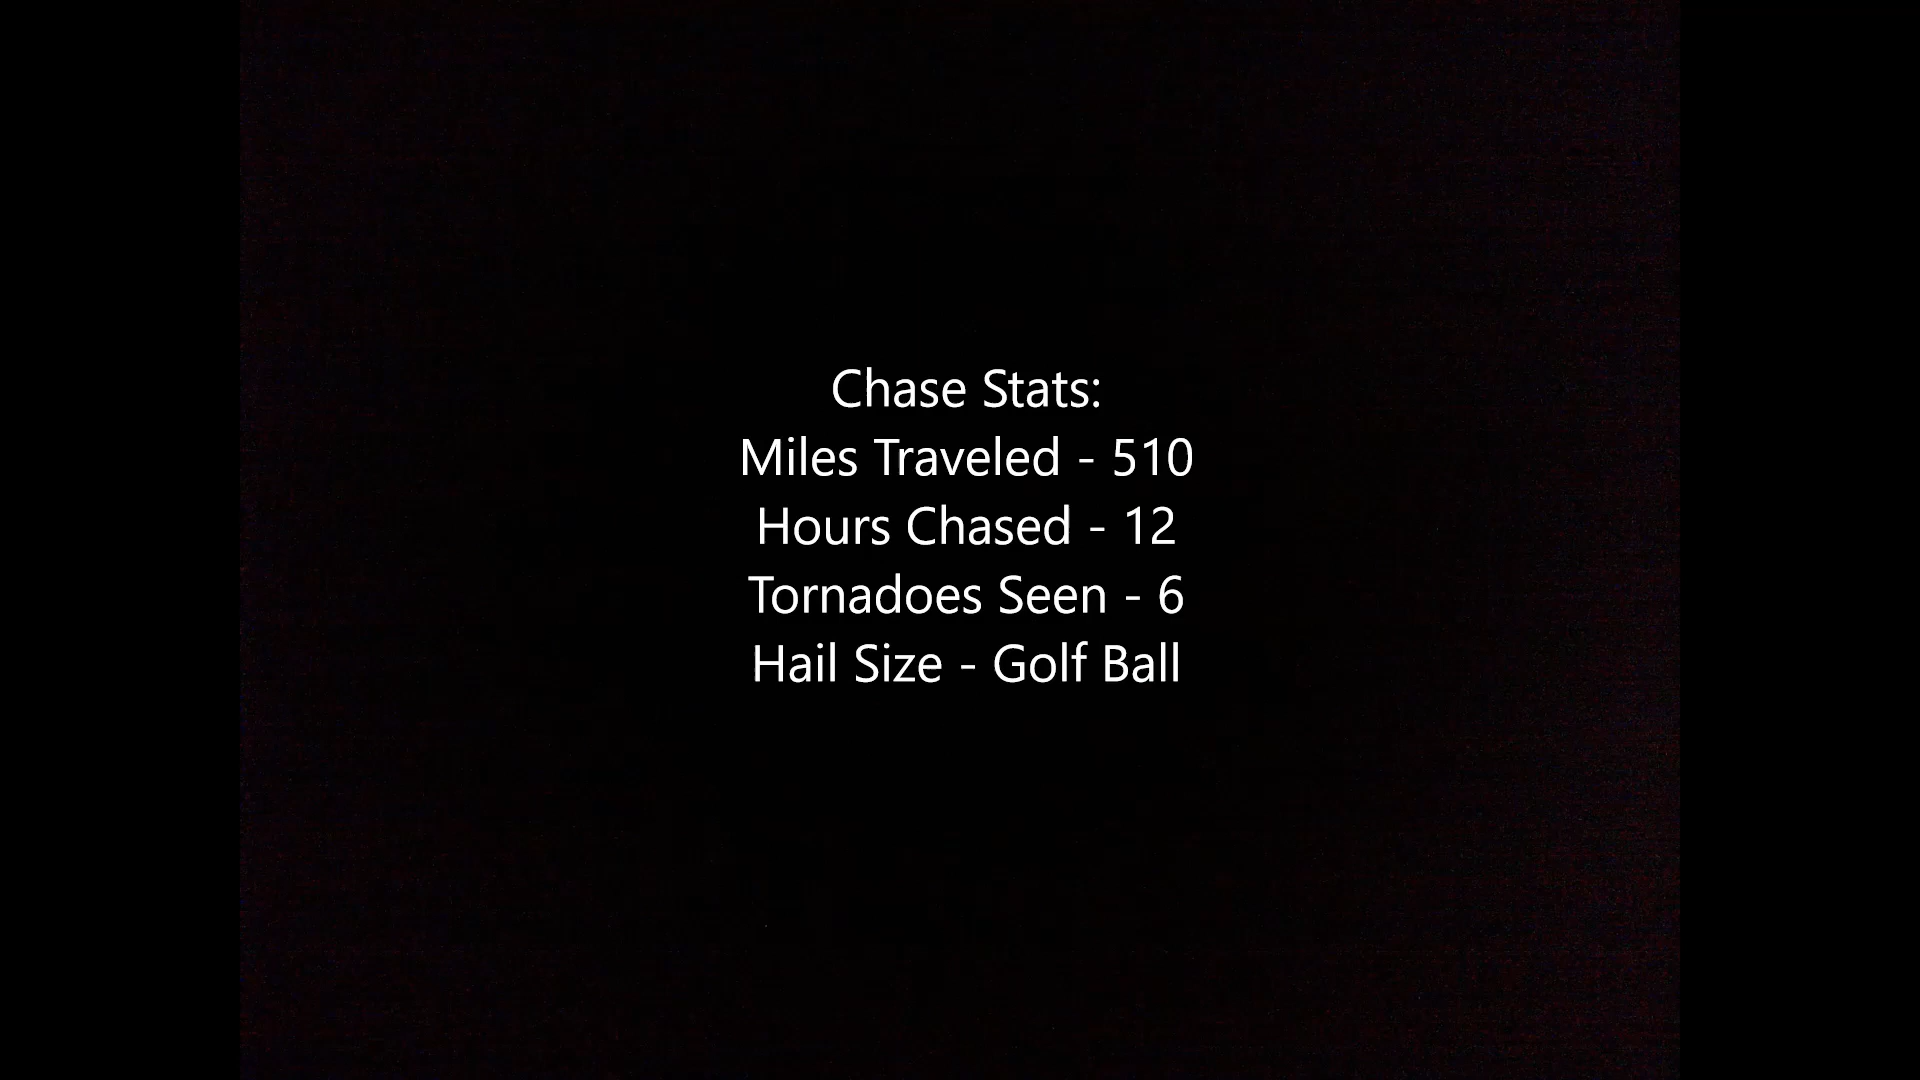 Chase Stats:
Miles Traveled - 510
Hours Chased - 12
Tornadoes Seen - 6
Hail Size - Golf Ball